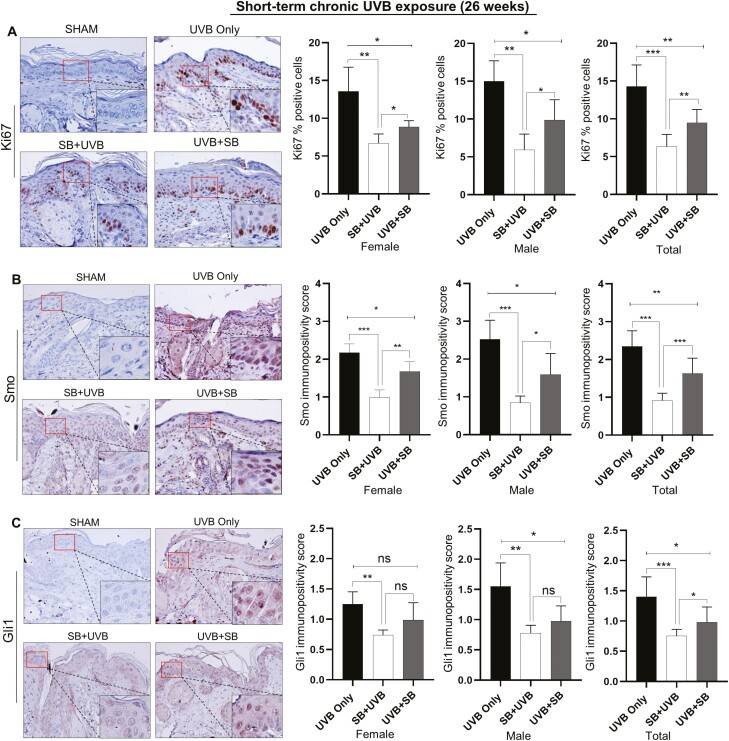 Short-term chronic UVB exposure (26 weeks)
A
SHAM
UVB Only
SB+UVB
UVB+SB
Ki67
Ki67 % positive cells
20
15
10
5
0
*
**
*
UVB Only
SB+UVB
UVB+SB
Female
Ki67 % positive cells
20
15
10
5
0
*
**
*
UVB Only
SB+UVB
UVB+SB
Male
Ki67 % positive cells
20
15
10
5
0
**
***
**
UVB Only
SB+UVB
UVB+SB
Total
B
SHAM
UVB Only
SB+UVB
UVB+SB
Smo
Smo immunopositivity score
4
3
2
1
0
*
***
**
UVB Only
SB+UVB
UVB+SB
Female
Smo immunopositivity score
4
3
2
1
0
*
***
*
UVB Only
SB+UVB
UVB+SB
Male
Smo immunopositivity score
4
3
2
1
0
**
***
***
UVB Only
SB+UVB
UVB+SB
Total
C
SHAM
UVB Only
SB+UVB
UVB+SB
Gli1
Gli1 immunopositivity score
2.5
2.0
1.5
1.0
0.5
0.0
ns
**
ns
UVB Only
SB+UVB
UVB+SB
Female
Gli1 immunopositivity score
2.5
2.0
1.5
1.0
0.5
0.0
*
**
ns
UVB Only
SB+UVB
UVB+SB
Male
Gli1 immunopositivity score
2.5
2.0
1.5
1.0
0.5
0.0
*
***
*
UVB Only
SB+UVB
UVB+SB
Total